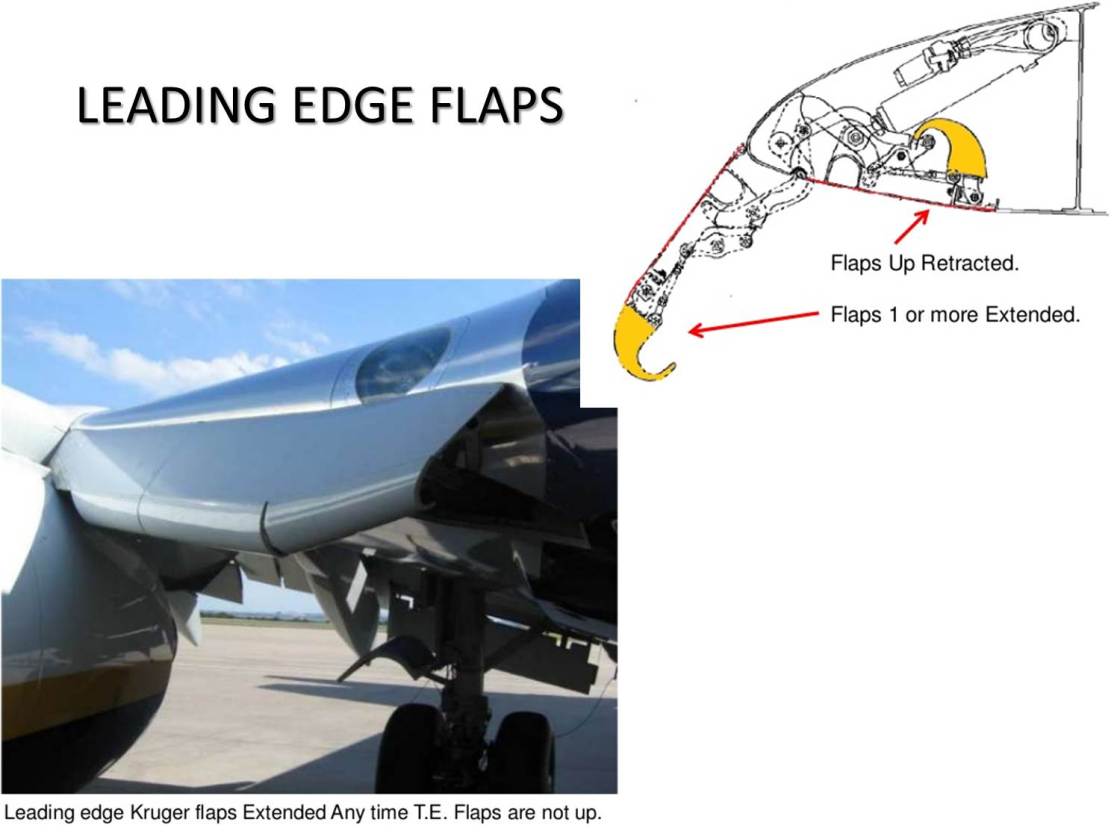 LEADING EDGE FLAPS
Flaps Up Retracted.
Flaps 1 or more Extended.
Leading edge Kruger flaps Extended Any time T.E. Flaps are not up.